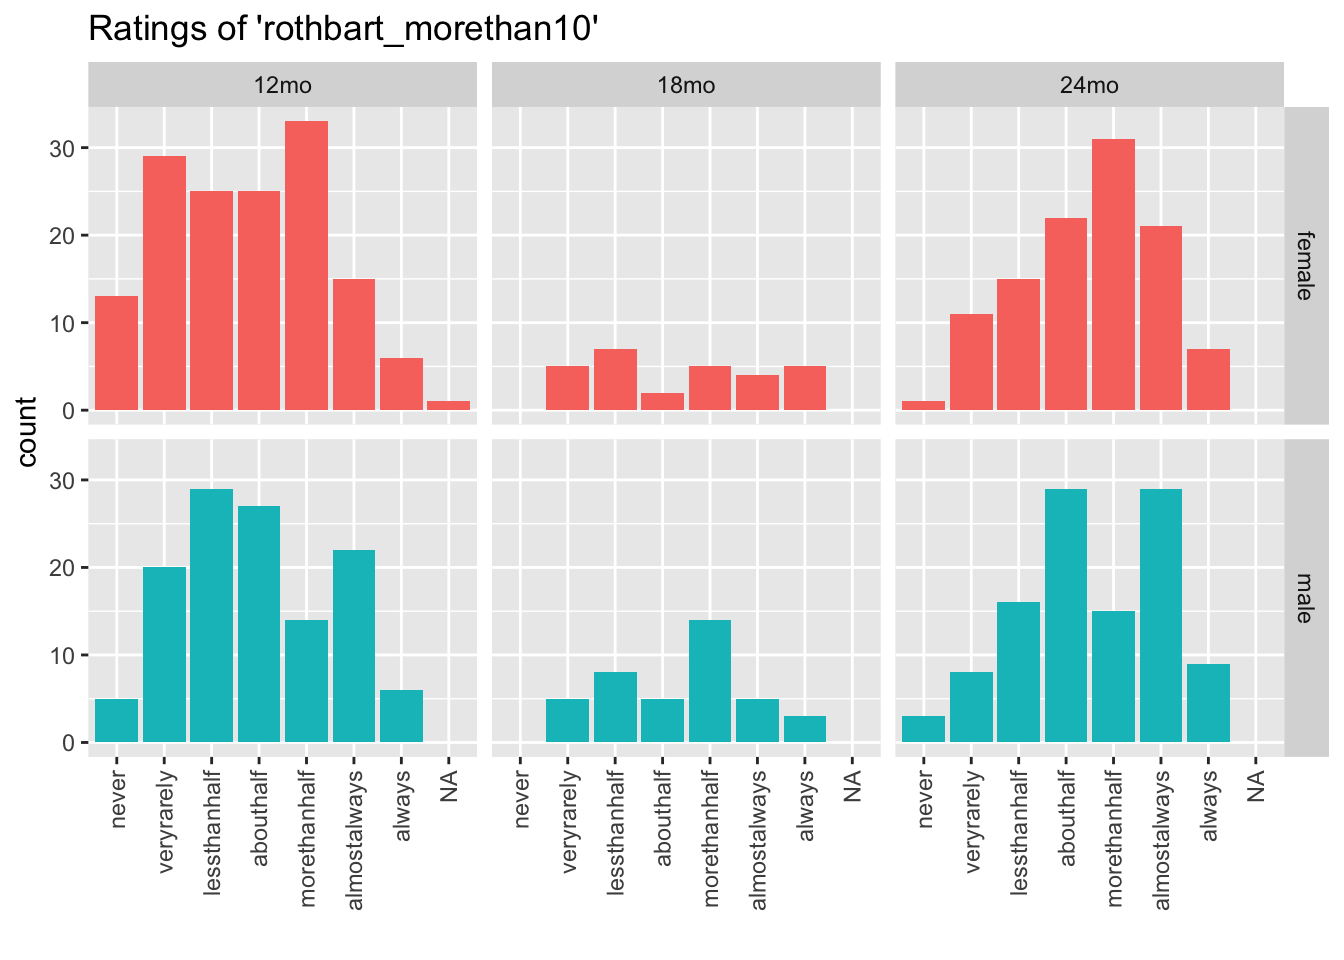 Ratings of 'rothbart_morethan10'
12mo 18mo 24mo
30
20
10
0
female
count
30
20
10
0
male
never veryrarely lessthanhalf abouthalf morethanhalf almostalways always NA never veryrarely lessthanhalf abouthalf morethanhalf almostalways always NA never veryrarely lessthanhalf abouthalf morethanhalf almostalways always NA